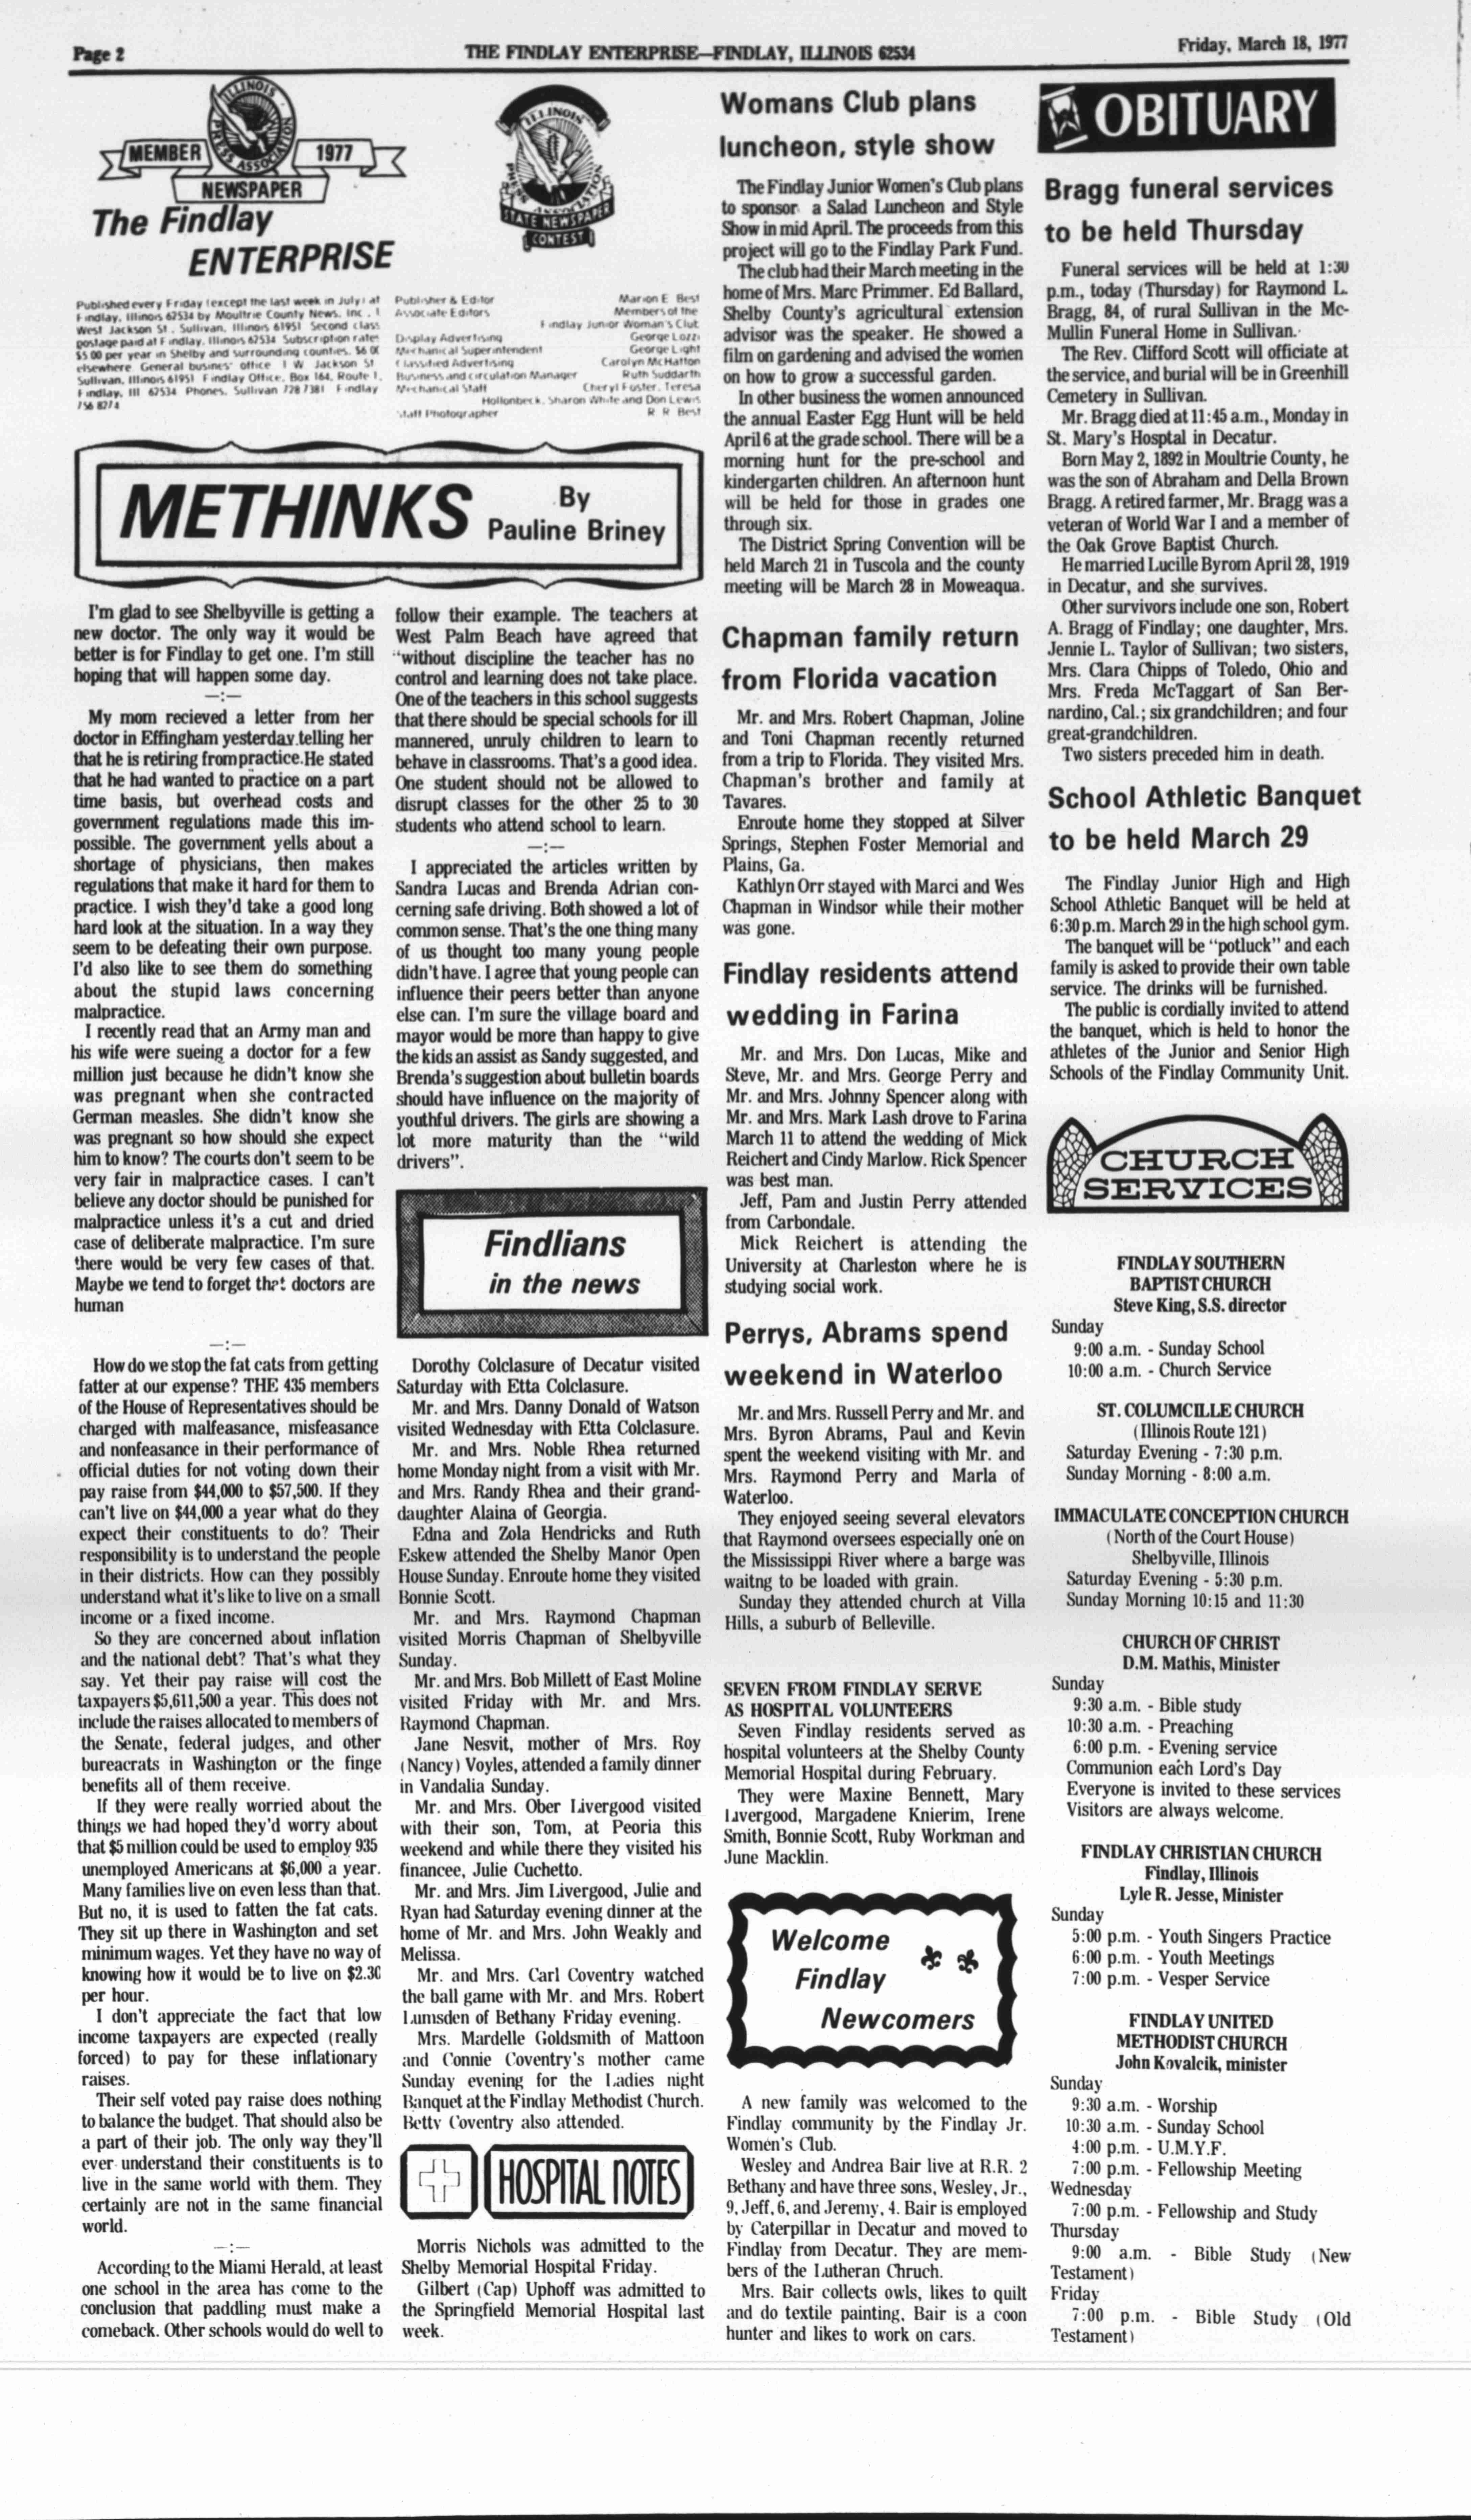 Page 2
THE FINDLAY ENTERPRISE—FINDLAY, ILLINOIS 62534
Friday, March 18, 1977
ILLINOIS
PRESS ASSOCIATION
MEMBER
1977
NEWSPAPER
The Findlay
ENTERPRISE
ILLINOIS
PRESS ASSOCIATION
STATE NEWSPAPER
CONTEST
Published every Friday (except the last week in July) at
Findlay, Illinois 62534 by Moultrie County News, Inc., 1
West Jackson St., Sullivan, Illinois 61951 Second class
postage paid at Findlay, Illinois 62534 Subscription rates
$5.00 per year in Shelby and surrounding counties. $6.00
elsewhere General busines' office 1 W Jackson St
Sullivan, Illinois 61951 Findlay Office, Box 164, Route 1,
Findlay, Ill 62534 Phones, Sullivan 728 7381 Findlay
756 8274
Publisher & Editor Marion E Best
Associate Editors Members of the
Findlay Junior Woman's Club
Display Advertising George Lozzi
Mechanical Superintendent George Light
Classified Advertising Carolyn McHatton
Business and circulation Manager Ruth Suddarth
Mechanical Staff Cheryl Foster, Teresa
Hollonbeck, Sharon White and Don Lewis
Staff Photographer R R Best
METHINKS
By
Pauline Briney
I'm glad to see Shelbyville is getting a
new doctor. The only way it would be
better is for Findlay to get one. I'm still
hoping that will happen some day.
—:—
My mom recieved a letter from her
doctor in Effingham yesterday telling her
that he is retiring from practice. He stated
that he had wanted to practice on a part
time basis, but overhead costs and
government regulations made this im-
possible. The government yells about a
shortage of physicians, then makes
regulations that make it hard for them to
practice. I wish they'd take a good long
hard look at the situation. In a way they
seem to be defeating their own purpose.
I'd also like to see them do something
about the stupid laws concerning
malpractice.
I recently read that an Army man and
his wife were sueing a doctor for a few
million just because he didn't know she
was pregnant when she contracted
German measles. She didn't know she
was pregnant so how should she expect
him to know? The courts don't seem to be
very fair in malpractice cases. I can't
believe any doctor should be punished for
malpractice unless it's a cut and dried
case of deliberate malpractice. I'm sure
there would be very few cases of that.
Maybe we tend to forget that doctors are
human
—:—
How do we stop the fat cats from getting
fatter at our expense? THE 435 members
of the House of Representatives should be
charged with malfeasance, misfeasance
and nonfeasance in their performance of
official duties for not voting down their
pay raise from $44,000 to $57,500. If they
can't live on $44,000 a year what do they
expect their constituents to do? Their
responsibility is to understand the people
in their districts. How can they possibly
understand what it's like to live on a small
income or a fixed income.
So they are concerned about inflation
and the national debt? That's what they
say. Yet their pay raise will cost the
taxpayers $5,611,500 a year. This does not
include the raises allocated to members of
the Senate, federal judges, and other
bureacrats in Washington or the finge
benefits all of them receive.
If they were really worried about the
things we had hoped they'd worry about
that $5 million could be used to employ 935
unemployed Americans at $6,000 a year.
Many families live on even less than that.
But no, it is used to fatten the fat cats.
They sit up there in Washington and set
minimum wages. Yet they have no way of
knowing how it would be to live on $2.30
per hour.
I don't appreciate the fact that low
income taxpayers are expected (really
forced) to pay for these inflationary
raises.
Their self voted pay raise does nothing
to balance the budget. That should also be
a part of their job. The only way they'll
ever understand their constituents is to
live in the same world with them. They
certainly are not in the same financial
world.
—:—
According to the Miami Herald, at least
one school in the area has come to the
conclusion that paddling must make a
comeback. Other schools would do well to
follow their example. The teachers at
West Palm Beach have agreed that
"without discipline the teacher has no
control and learning does not take place.
One of the teachers in this school suggests
that there should be special schools for ill
mannered, unruly children to learn to
behave in classrooms. That's a good idea.
One student should not be allowed to
disrupt classes for the other 25 to 30
students who attend school to learn.
—:—
I appreciated the articles written by
Sandra Lucas and Brenda Adrian con-
cerning safe driving. Both showed a lot of
common sense. That's the one thing many
of us thought too many young people
didn't have. I agree that young people can
influence their peers better than anyone
else can. I'm sure the village board and
mayor would be more than happy to give
the kids an assist as Sandy suggested, and
Brenda's suggestion about bulletin boards
should have influence on the majority of
youthful drivers. The girls are showing a
lot more maturity than the "wild
drivers".
Findlians
in the news
Dorothy Colclasure of Decatur visited
Saturday with Etta Colclasure.
Mr. and Mrs. Danny Donald of Watson
visited Wednesday with Etta Colclasure.
Mr. and Mrs. Noble Rhea returned
home Monday night from a visit with Mr.
and Mrs. Randy Rhea and their grand-
daughter Alaina of Georgia.
Edna and Zola Hendricks and Ruth
Eskew attended the Shelby Manor Open
House Sunday. Enroute home they visited
Bonnie Scott.
Mr. and Mrs. Raymond Chapman
visited Morris Chapman of Shelbyville
Sunday.
Mr. and Mrs. Bob Millett of East Moline
visited Friday with Mr. and Mrs.
Raymond Chapman.
Jane Nesvit, mother of Mrs. Roy
(Nancy) Voyles, attended a family dinner
in Vandalia Sunday.
Mr. and Mrs. Ober Livergood visited
with their son, Tom, at Peoria this
weekend and while there they visited his
financee, Julie Cuchetto.
Mr. and Mrs. Jim Livergood, Julie and
Ryan had Saturday evening dinner at the
home of Mr. and Mrs. John Weakly and
Melissa.
Mr. and Mrs. Carl Coventry watched
the ball game with Mr. and Mrs. Robert
Lumsden of Bethany Friday evening.
Mrs. Mardelle Goldsmith of Mattoon
and Connie Coventry's mother came
Sunday evening for the Ladies night
Banquet at the Findlay Methodist Church.
Betty Coventry also attended.
HOSPITAL NOTES
Morris Nichols was admitted to the
Shelby Memorial Hospital Friday.
Gilbert (Cap) Uphoff was admitted to
the Springfield Memorial Hospital last
week.
Womans Club plans
luncheon, style show
The Findlay Junior Women's Club plans
to sponsor a Salad Luncheon and Style
Show in mid April. The proceeds from this
project will go to the Findlay Park Fund.
The club had their March meeting in the
home of Mrs. Marc Primmer. Ed Ballard,
Shelby County's agricultural extension
advisor was the speaker. He showed a
film on gardening and advised the women
on how to grow a successful garden.
In other business the women announced
the annual Easter Egg Hunt will be held
April 6 at the grade school. There will be a
morning hunt for the pre-school and
kindergarten children. An afternoon hunt
will be held for those in grades one
through six.
The District Spring Convention will be
held March 21 in Tuscola and the county
meeting will be March 28 in Moweaqua.
Chapman family return
from Florida vacation
Mr. and Mrs. Robert Chapman, Joline
and Toni Chapman recently returned
from a trip to Florida. They visited Mrs.
Chapman's brother and family at
Tavares.
Enroute home they stopped at Silver
Springs, Stephen Foster Memorial and
Plains, Ga.
Kathlyn Orr stayed with Marci and Wes
Chapman in Windsor while their mother
was gone.
Findlay residents attend
wedding in Farina
Mr. and Mrs. Don Lucas, Mike and
Steve, Mr. and Mrs. George Perry and
Mr. and Mrs. Johnny Spencer along with
Mr. and Mrs. Mark Lash drove to Farina
March 11 to attend the wedding of Mick
Reichert and Cindy Marlow. Rick Spencer
was best man.
Jeff, Pam and Justin Perry attended
from Carbondale.
Mick Reichert is attending the
University at Charleston where he is
studying social work.
Perrys, Abrams spend
weekend in Waterloo
Mr. and Mrs. Russell Perry and Mr. and
Mrs. Byron Abrams, Paul and Kevin
spent the weekend visiting with Mr. and
Mrs. Raymond Perry and Marla of
Waterloo.
They enjoyed seeing several elevators
that Raymond oversees especially one on
the Mississippi River where a barge was
waitng to be loaded with grain.
Sunday they attended church at Villa
Hills, a suburb of Belleville.
SEVEN FROM FINDLAY SERVE
AS HOSPITAL VOLUNTEERS
Seven Findlay residents served as
hospital volunteers at the Shelby County
Memorial Hospital during February.
They were Maxine Bennett, Mary
Livergood, Margadene Knierim, Irene
Smith, Bonnie Scott, Ruby Workman and
June Macklin.
Welcome
Findlay
Newcomers
A new family was welcomed to the
Findlay community by the Findlay Jr.
Women's Club.
Wesley and Andrea Bair live at R.R. 2
Bethany and have three sons, Wesley, Jr.,
9, Jeff, 6, and Jeremy, 4. Bair is employed
by Caterpillar in Decatur and moved to
Findlay from Decatur. They are mem-
bers of the Lutheran Chruch.
Mrs. Bair collects owls, likes to quilt
and do textile painting, Bair is a coon
hunter and likes to work on cars.
OBITUARY
Bragg funeral services
to be held Thursday
Funeral services will be held at 1:30
p.m., today (Thursday) for Raymond L.
Bragg, 84, of rural Sullivan in the Mc-
Mullin Funeral Home in Sullivan.
The Rev. Clifford Scott will officiate at
the service, and burial will be in Greenhill
Cemetery in Sullivan.
Mr. Bragg died at 11:45 a.m., Monday in
St. Mary's Hosptal in Decatur.
Born May 2, 1892 in Moultrie County, he
was the son of Abraham and Della Brown
Bragg. A retired farmer, Mr. Bragg was a
veteran of World War I and a member of
the Oak Grove Baptist Church.
He married Lucille Byrom April 28, 1919
in Decatur, and she survives.
Other survivors include one son, Robert
A. Bragg of Findlay; one daughter, Mrs.
Jennie L. Taylor of Sullivan; two sisters,
Mrs. Clara Chipps of Toledo, Ohio and
Mrs. Freda McTaggart of San Ber-
nardino, Cal.; six grandchildren; and four
great-grandchildren.
Two sisters preceded him in death.
School Athletic Banquet
to be held March 29
The Findlay Junior High and High
School Athletic Banquet will be held at
6:30 p.m. March 29 in the high school gym.
The banquet will be "potluck" and each
family is asked to provide their own table
service. The drinks will be furnished.
The public is cordially invited to attend
the banquet, which is held to honor the
athletes of the Junior and Senior High
Schools of the Findlay Community Unit.
CHURCH
SERVICES
FINDLAY SOUTHERN
BAPTIST CHURCH
Steve King, S.S. director
Sunday
9:00 a.m. - Sunday School
10:00 a.m. - Church Service
ST. COLUMCILLE CHURCH
(Illinois Route 121)
Saturday Evening - 7:30 p.m.
Sunday Morning - 8:00 a.m.
IMMACULATE CONCEPTION CHURCH
(North of the Court House)
Shelbyville, Illinois
Saturday Evening - 5:30 p.m.
Sunday Morning 10:15 and 11:30
CHURCH OF CHRIST
D.M. Mathis, Minister
Sunday
9:30 a.m. - Bible study
10:30 a.m. - Preaching
6:00 p.m. - Evening service
Communion each Lord's Day
Everyone is invited to these services
Visitors are always welcome.
FINDLAY CHRISTIAN CHURCH
Findlay, Illinois
Lyle R. Jesse, Minister
Sunday
5:00 p.m. - Youth Singers Practice
6:00 p.m. - Youth Meetings
7:00 p.m. - Vesper Service
FINDLAY UNITED
METHODIST CHURCH
John Kovalcik, minister
Sunday
9:30 a.m. - Worship
10:30 a.m. - Sunday School
4:00 p.m. - U.M.Y.F.
7:00 p.m. - Fellowship Meeting
Wednesday
7:00 p.m. - Fellowship and Study
Thursday
9:00 a.m. - Bible Study (New
Testament)
Friday
7:00 p.m. - Bible Study (Old
Testament)